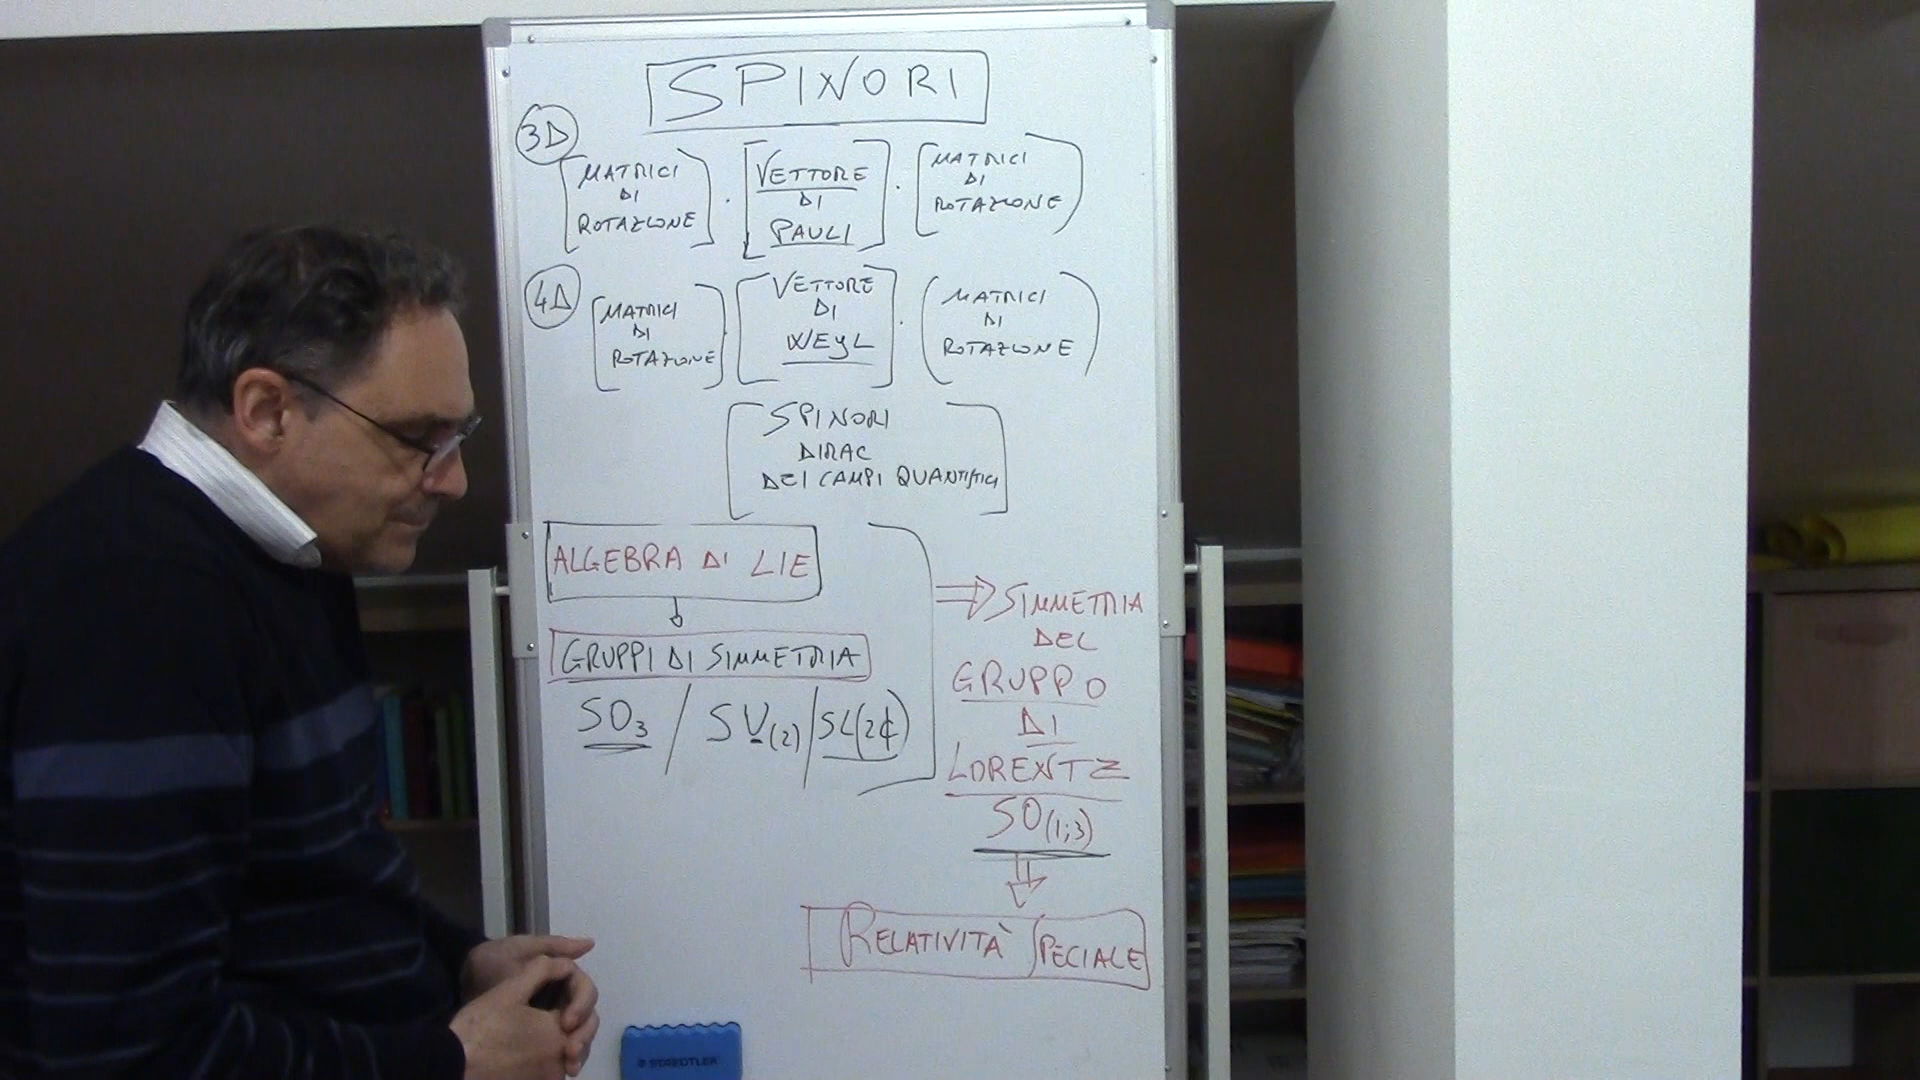 SPINORI
3D
MATRICI
DI
ROTAZIONE
VETTORE
DI
PAULI
MATRICI
DI
ROTAZIONE
4D
MATRICI
DI
ROTAZIONE
VETTORE
DI
WEYL
MATRICI
DI
ROTAZIONE
SPINORI
DIRAC
DEI CAMPI QUANTISTICI
ALGEBRA DI LIE
GRUPPI DI SIMMETRIA
SO3 / SU(2) / SL(2ℂ)
⇒ SIMMETRIA
DEL
GRUPPO
DI
LORENTZ
SO(1;3)
RELATIVITÀ SPECIALE
STAEDTLER